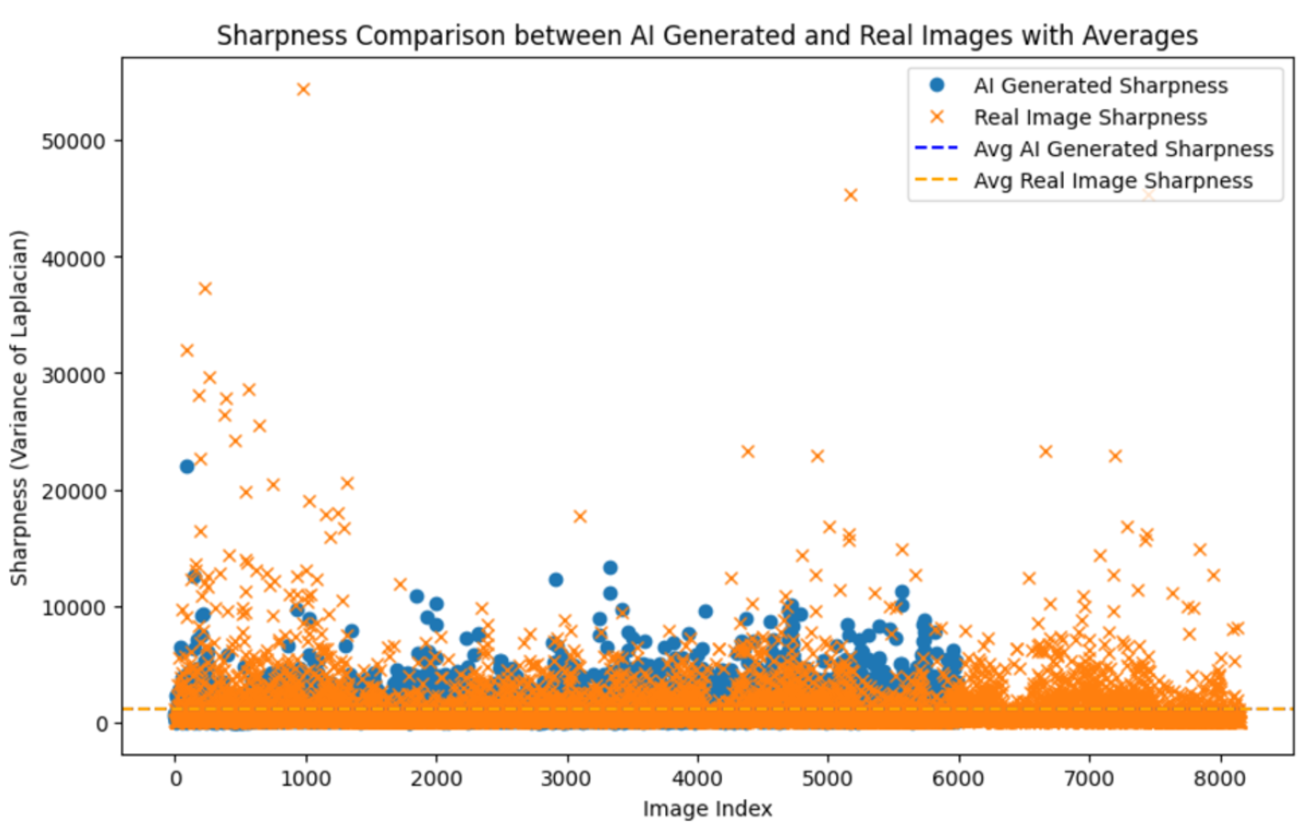 Sharpness Comparison between AI Generated and Real Images with Averages
AI Generated Sharpness
Real Image Sharpness
Avg AI Generated Sharpness
Avg Real Image Sharpness
Sharpness (Variance of Laplacian)
50000
40000
30000
20000
10000
0
0 1000 2000 3000 4000 5000 6000 7000 8000
Image Index